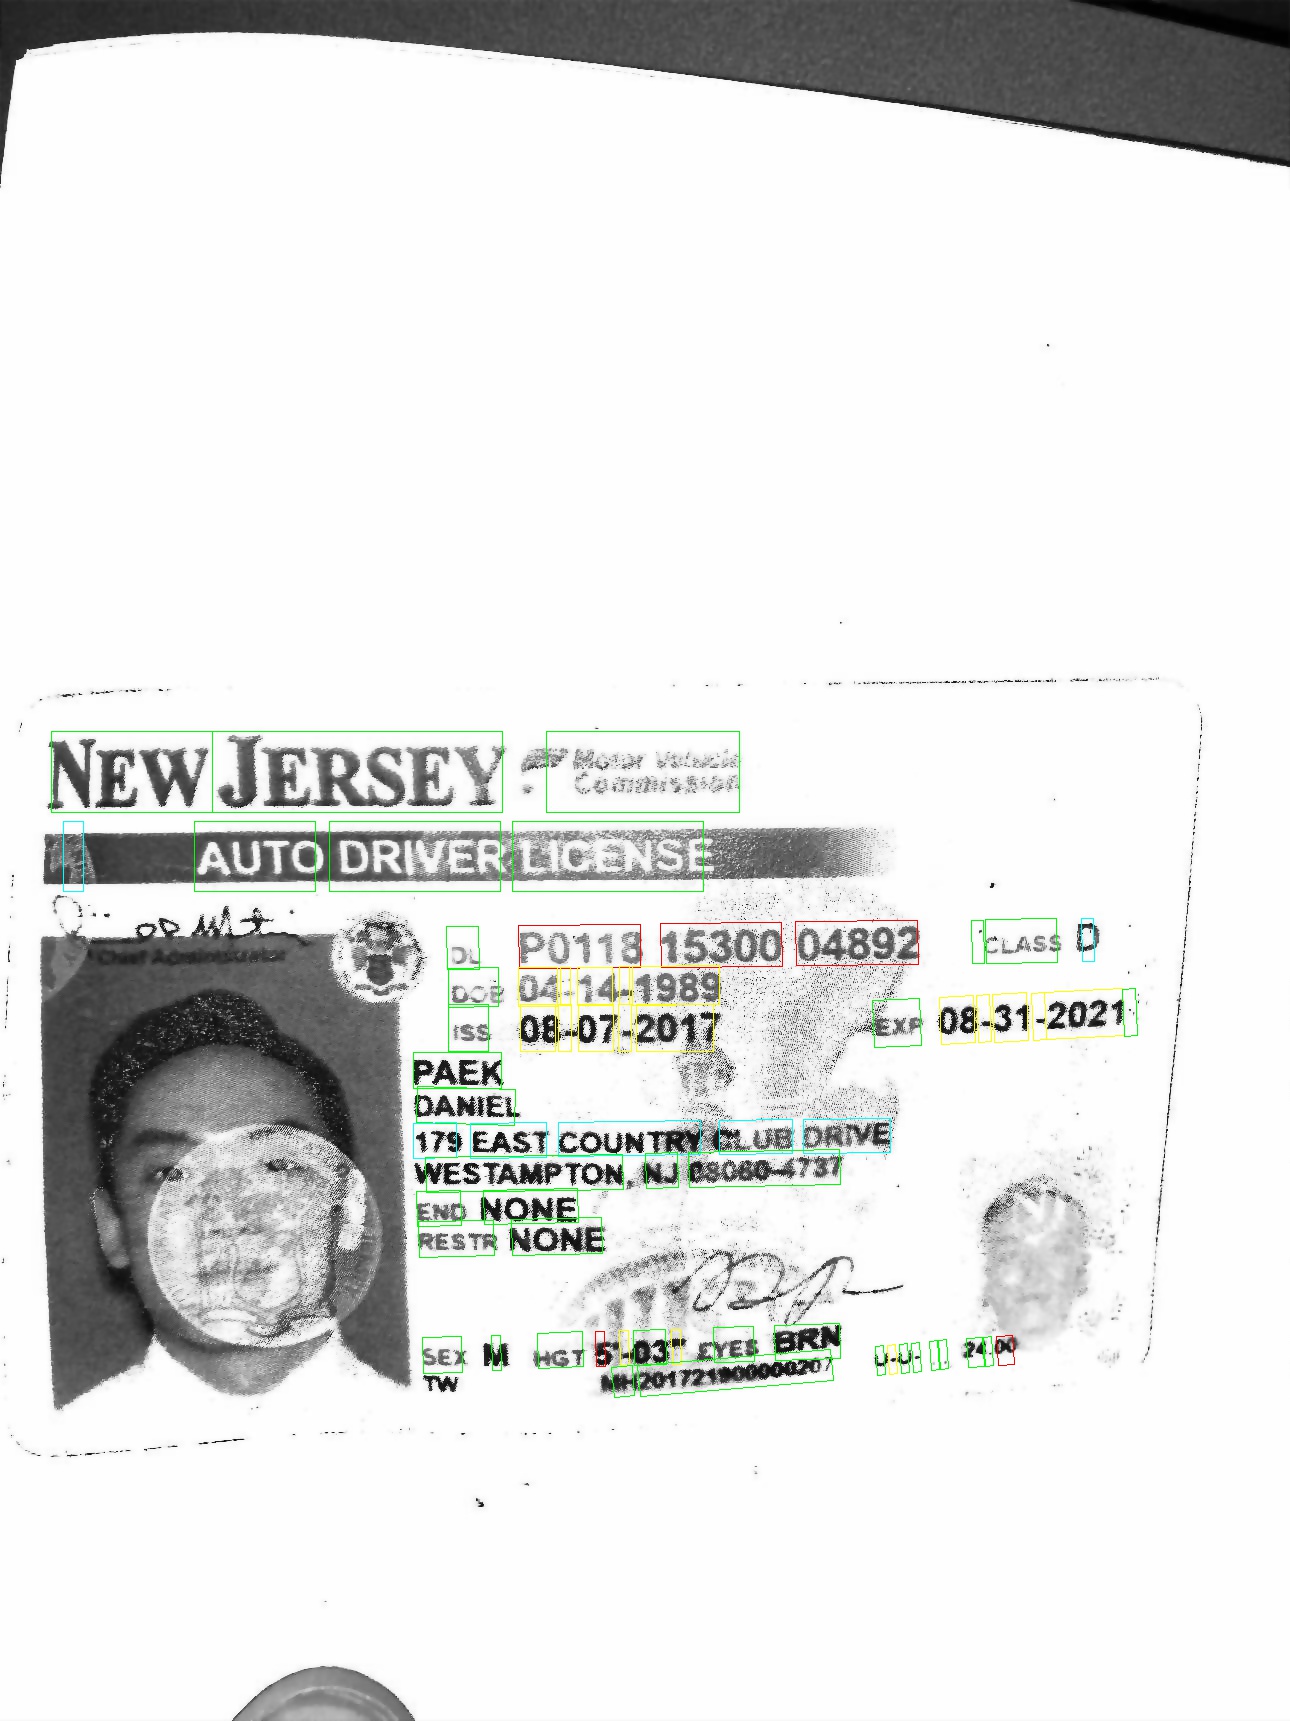 NEW JERSEY Motor Vehicle
Commission
AUTO DRIVER LICENSE
Chief Administrator
DL P0118 15300 04892 CLASS D
DOB 04-14-1989
ISS 08-07-2017 EXP 08-31-2021
PAEK
DANIEL
179 EAST COUNTRY CLUB DRIVE
WESTAMPTON, NJ 08060-4737
END NONE
RESTR NONE
SEX M HGT 5'-03" EYES BRN
TW MH201721900000207
24.00